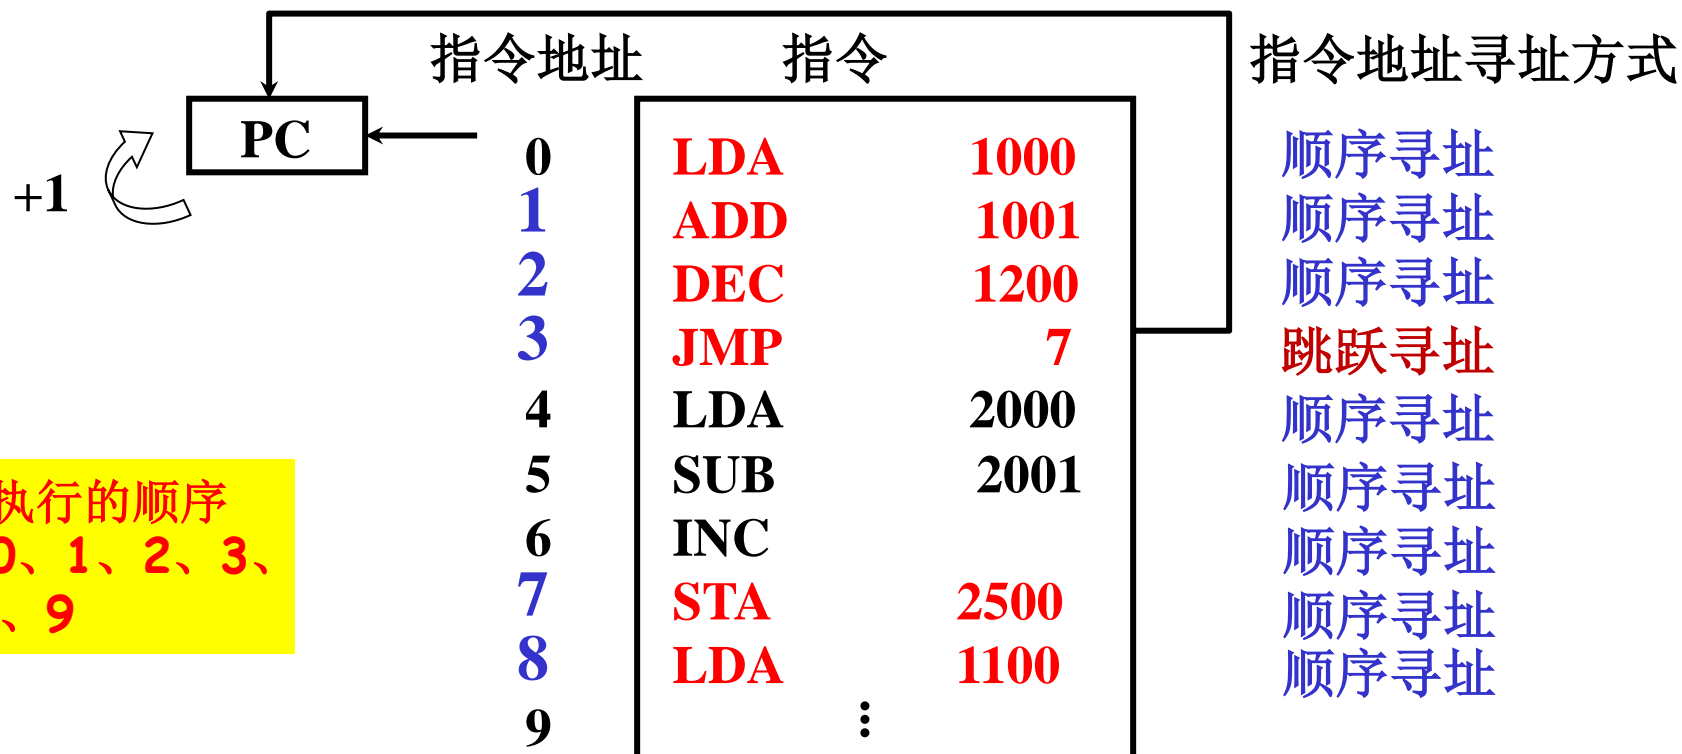 指令地址 指令 指令地址寻址方式
PC
+1
0 LDA 1000 顺序寻址
1 ADD 1001 顺序寻址
2 DEC 1200 顺序寻址
3 JMP 7 跳跃寻址
4 LDA 2000 顺序寻址
5 SUB 2001 顺序寻址
6 INC 顺序寻址
7 STA 2500 顺序寻址
8 LDA 1100 顺序寻址
9 ⋮
执行的顺序
0、1、2、3、
、9